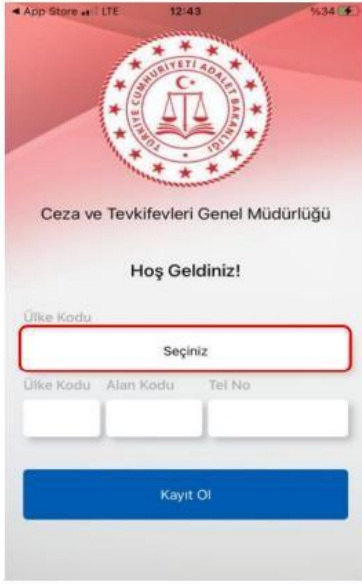 App Store LTE 12:43 %34
TÜRKİYE CUMHURİYETİ ADALET BAKANLIĞI
Ceza ve Tevkifevleri Genel Müdürlüğü
Hoş Geldiniz!
Ülke Kodu
Seçiniz
Ülke Kodu Alan Kodu Tel No
Kayıt Ol